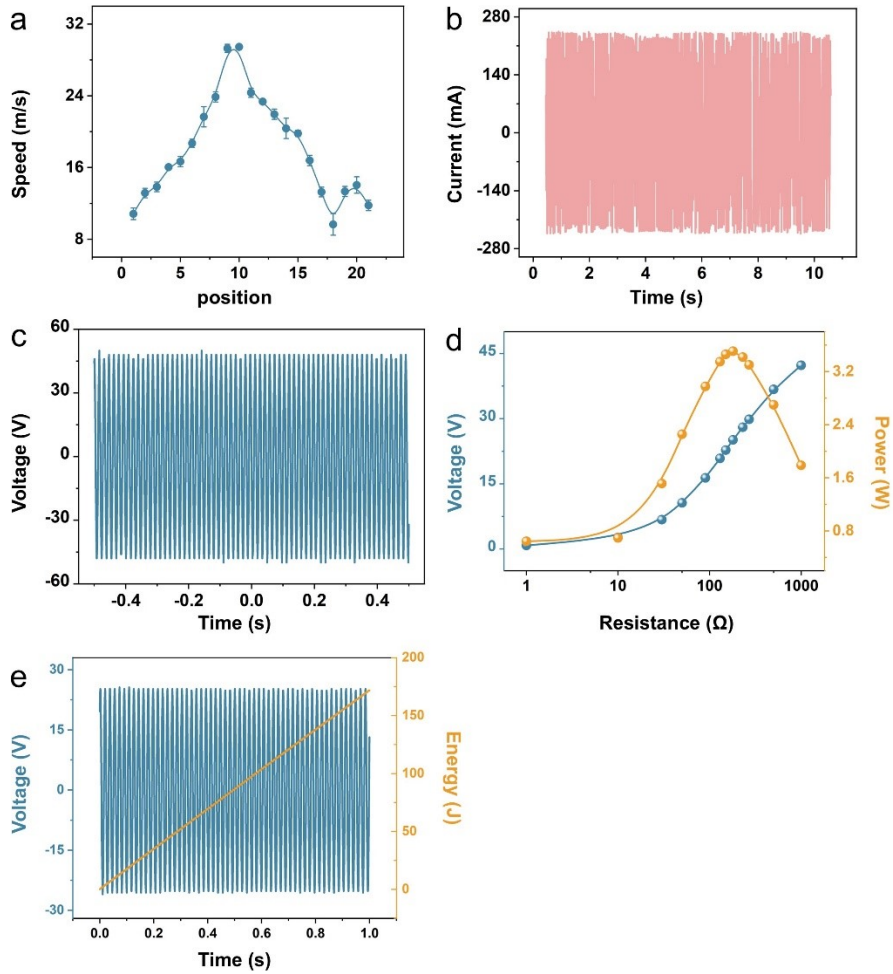 a
32
24
16
8
Speed (m/s)
0 5 10 15 20
position
b
280
140
0
-140
-280
Current (mA)
0 2 4 6 8 10
Time (s)
c
60
30
0
-30
-60
Voltage (V)
-0.4 -0.2 0.0 0.2 0.4
Time (s)
d
45
30
15
0
Voltage (V)
3.2
2.4
1.6
0.8
Power (W)
1 10 100 1000
Resistance (Ω)
e
30
15
0
-15
-30
Voltage (V)
200
150
100
50
0
Energy (J)
0.0 0.2 0.4 0.6 0.8 1.0
Time (s)